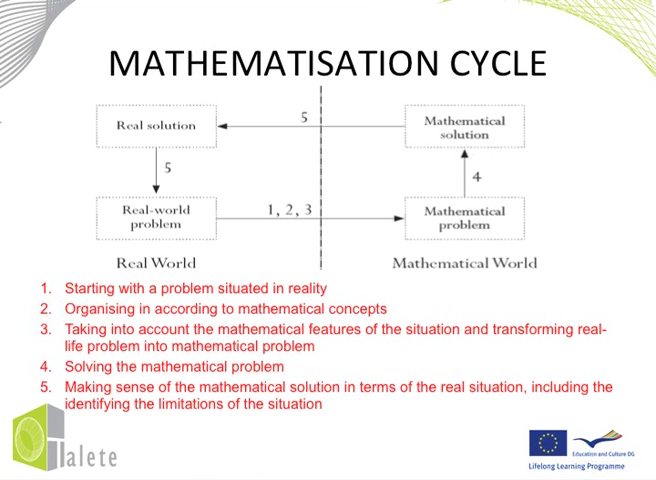 MATHEMATISATION CYCLE
5
Real solution
Mathematical
solution
5
4
Real-world
problem
1, 2, 3
Mathematical
problem
Real World
Mathematical World
1. Starting with a problem situated in reality
2. Organising in according to mathematical concepts
3. Taking into account the mathematical features of the situation and transforming real-
life problem into mathematical problem
4. Solving the mathematical problem
5. Making sense of the mathematical solution in terms of the real situation, including the
identifying the limitations of the situation
Talete
Education and Culture DG
Lifelong Learning Programme